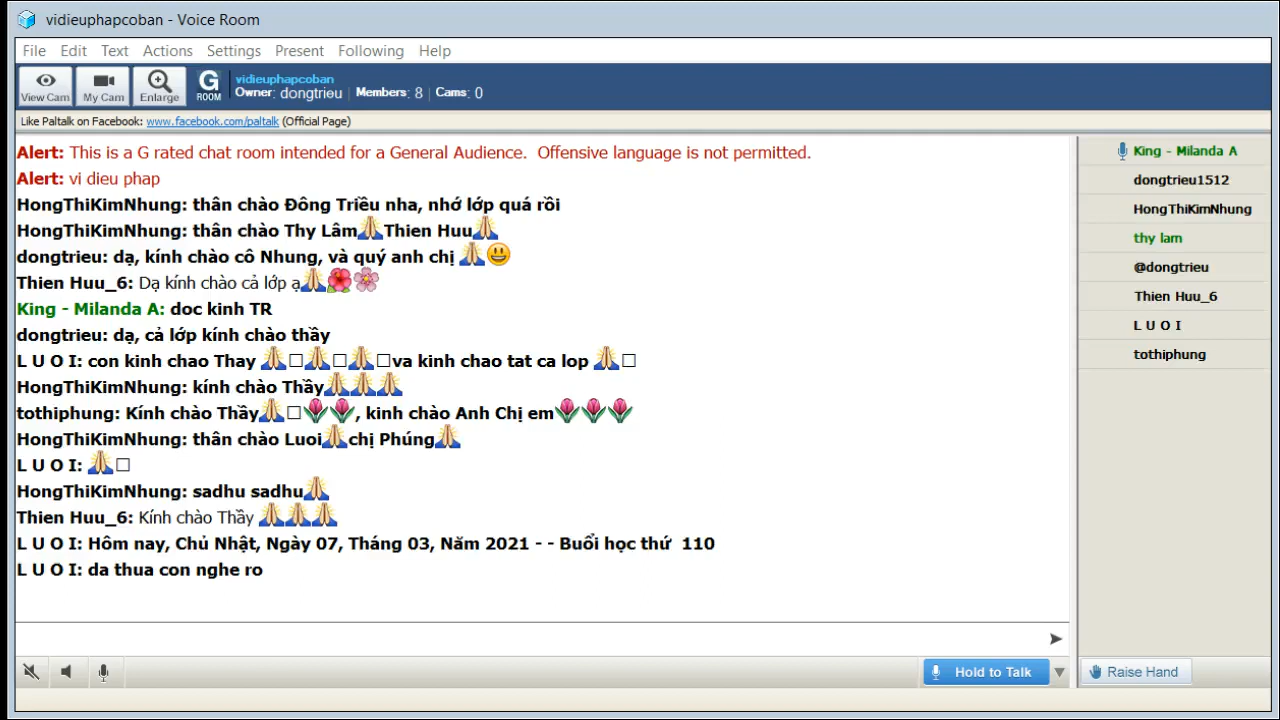 vidieuphapcoban - Voice Room
File Edit Text Actions Settings Present Following Help
View Cam My Cam Enlarge G ROOM
vidieuphapcoban
Owner: dongtrieu | Members: 8 | Cams: 0
Like Paltalk on Facebook: www.facebook.com/paltalk (Official Page)
Alert: This is a G rated chat room intended for a General Audience. Offensive language is not permitted.
Alert: vi dieu phap
HongThiKimNhung: thân chào Đông Triều nha, nhớ lớp quá rồi
HongThiKimNhung: thân chào Thy Lâm🙏Thien Huu🙏
dongtrieu: dạ, kính chào cô Nhung, và quý anh chị 🙏😃
Thien Huu_6: Dạ kính chào cả lớp ạ🙏🌺🌸
King - Milanda A: doc kinh TR
dongtrieu: dạ, cả lớp kính chào thầy
L U O I: con kinh chao Thay 🙏□🙏□🙏□va kinh chao tat ca lop 🙏□
HongThiKimNhung: kính chào Thầy🙏🙏🙏
tothiphung: Kính chào Thầy🙏□🌷🌷, kinh chào Anh Chị em🌷🌷🌷
HongThiKimNhung: thân chào Luoi🙏chị Phúng🙏
L U O I: 🙏□
HongThiKimNhung: sadhu sadhu🙏
Thien Huu_6: Kính chào Thầy 🙏🙏🙏
L U O I: Hôm nay, Chủ Nhật, Ngày 07, Tháng 03, Năm 2021 - - Buổi học thứ 110
L U O I: da thua con nghe ro
King - Milanda A
dongtrieu1512
HongThiKimNhung
thy lam
@dongtrieu
Thien Huu_6
L U O I
tothiphung
Hold to Talk
Raise Hand